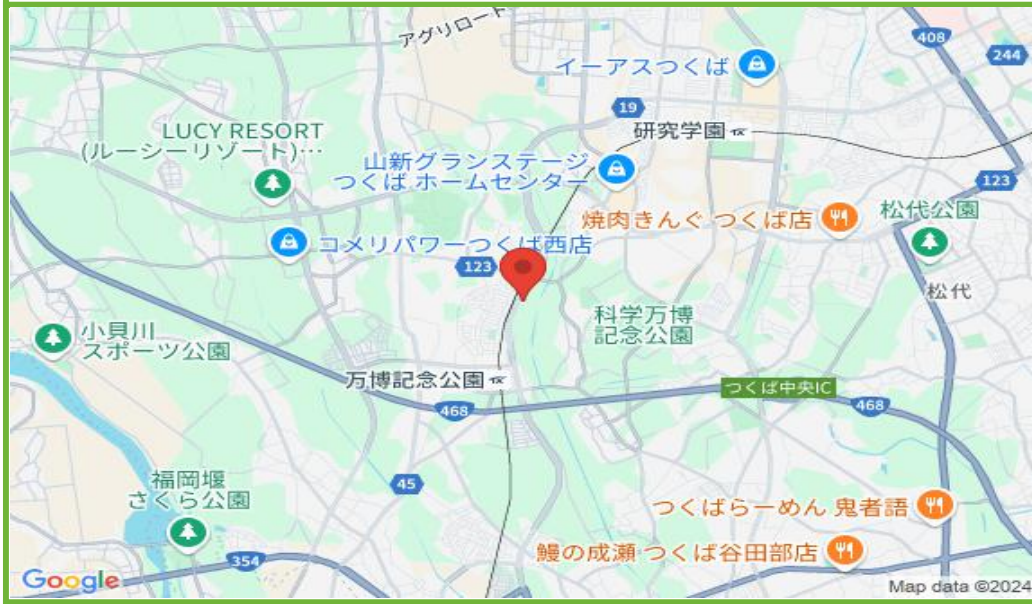 アグリロード
408
イーアスつくば
244
19
LUCY RESORT
(ルーシーリゾート)…
研究学園
山新グランステージ
つくば ホームセンター
123
焼肉きんぐ つくば店
松代公園
コメリパワーつくば西店
123
松代
科学万博
記念公園
小貝川
スポーツ公園
万博記念公園
つくば中央IC
468
468
45
福岡堰
さくら公園
つくばらーめん 鬼者語
鰻の成瀬 つくば谷田部店
354
Google
Map data ©2024